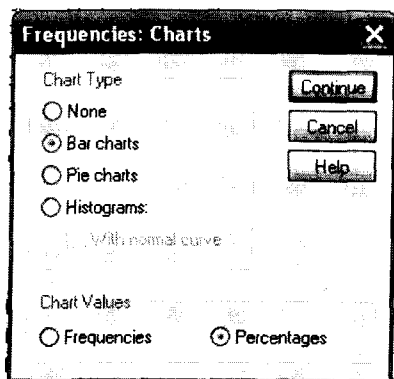 Frequencies: Charts
Chart Type
None
Bar charts
Pie charts
Histograms:
With normal curve
Continue
Cancel
Help
Chart Values
Frequencies
Percentages